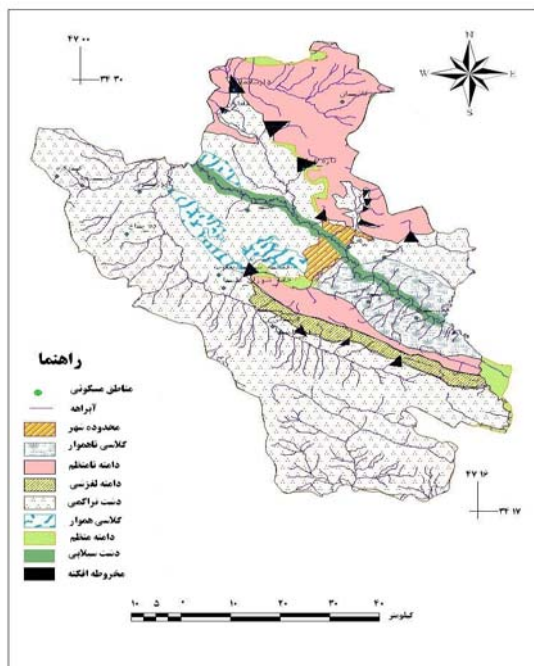 ۴۷ ۰۰
۳۴ ۳۰
N
W E
S
راهنما
مناطق مسکونی
آبراهه
محدوده شهر
گلاسی ناهموار
دامنه نامنظم
دامنه لغزشی
دشت تراکمی
گلاسی هموار
دامنه منظم
دشت سیلابی
مخروطه افکنه
۴۷ ۱۶
۳۴ ۱۷
۱۰ ۵ ۰ ۱۰ ۲۰ ۳۰ ۴۰
کیلومتر